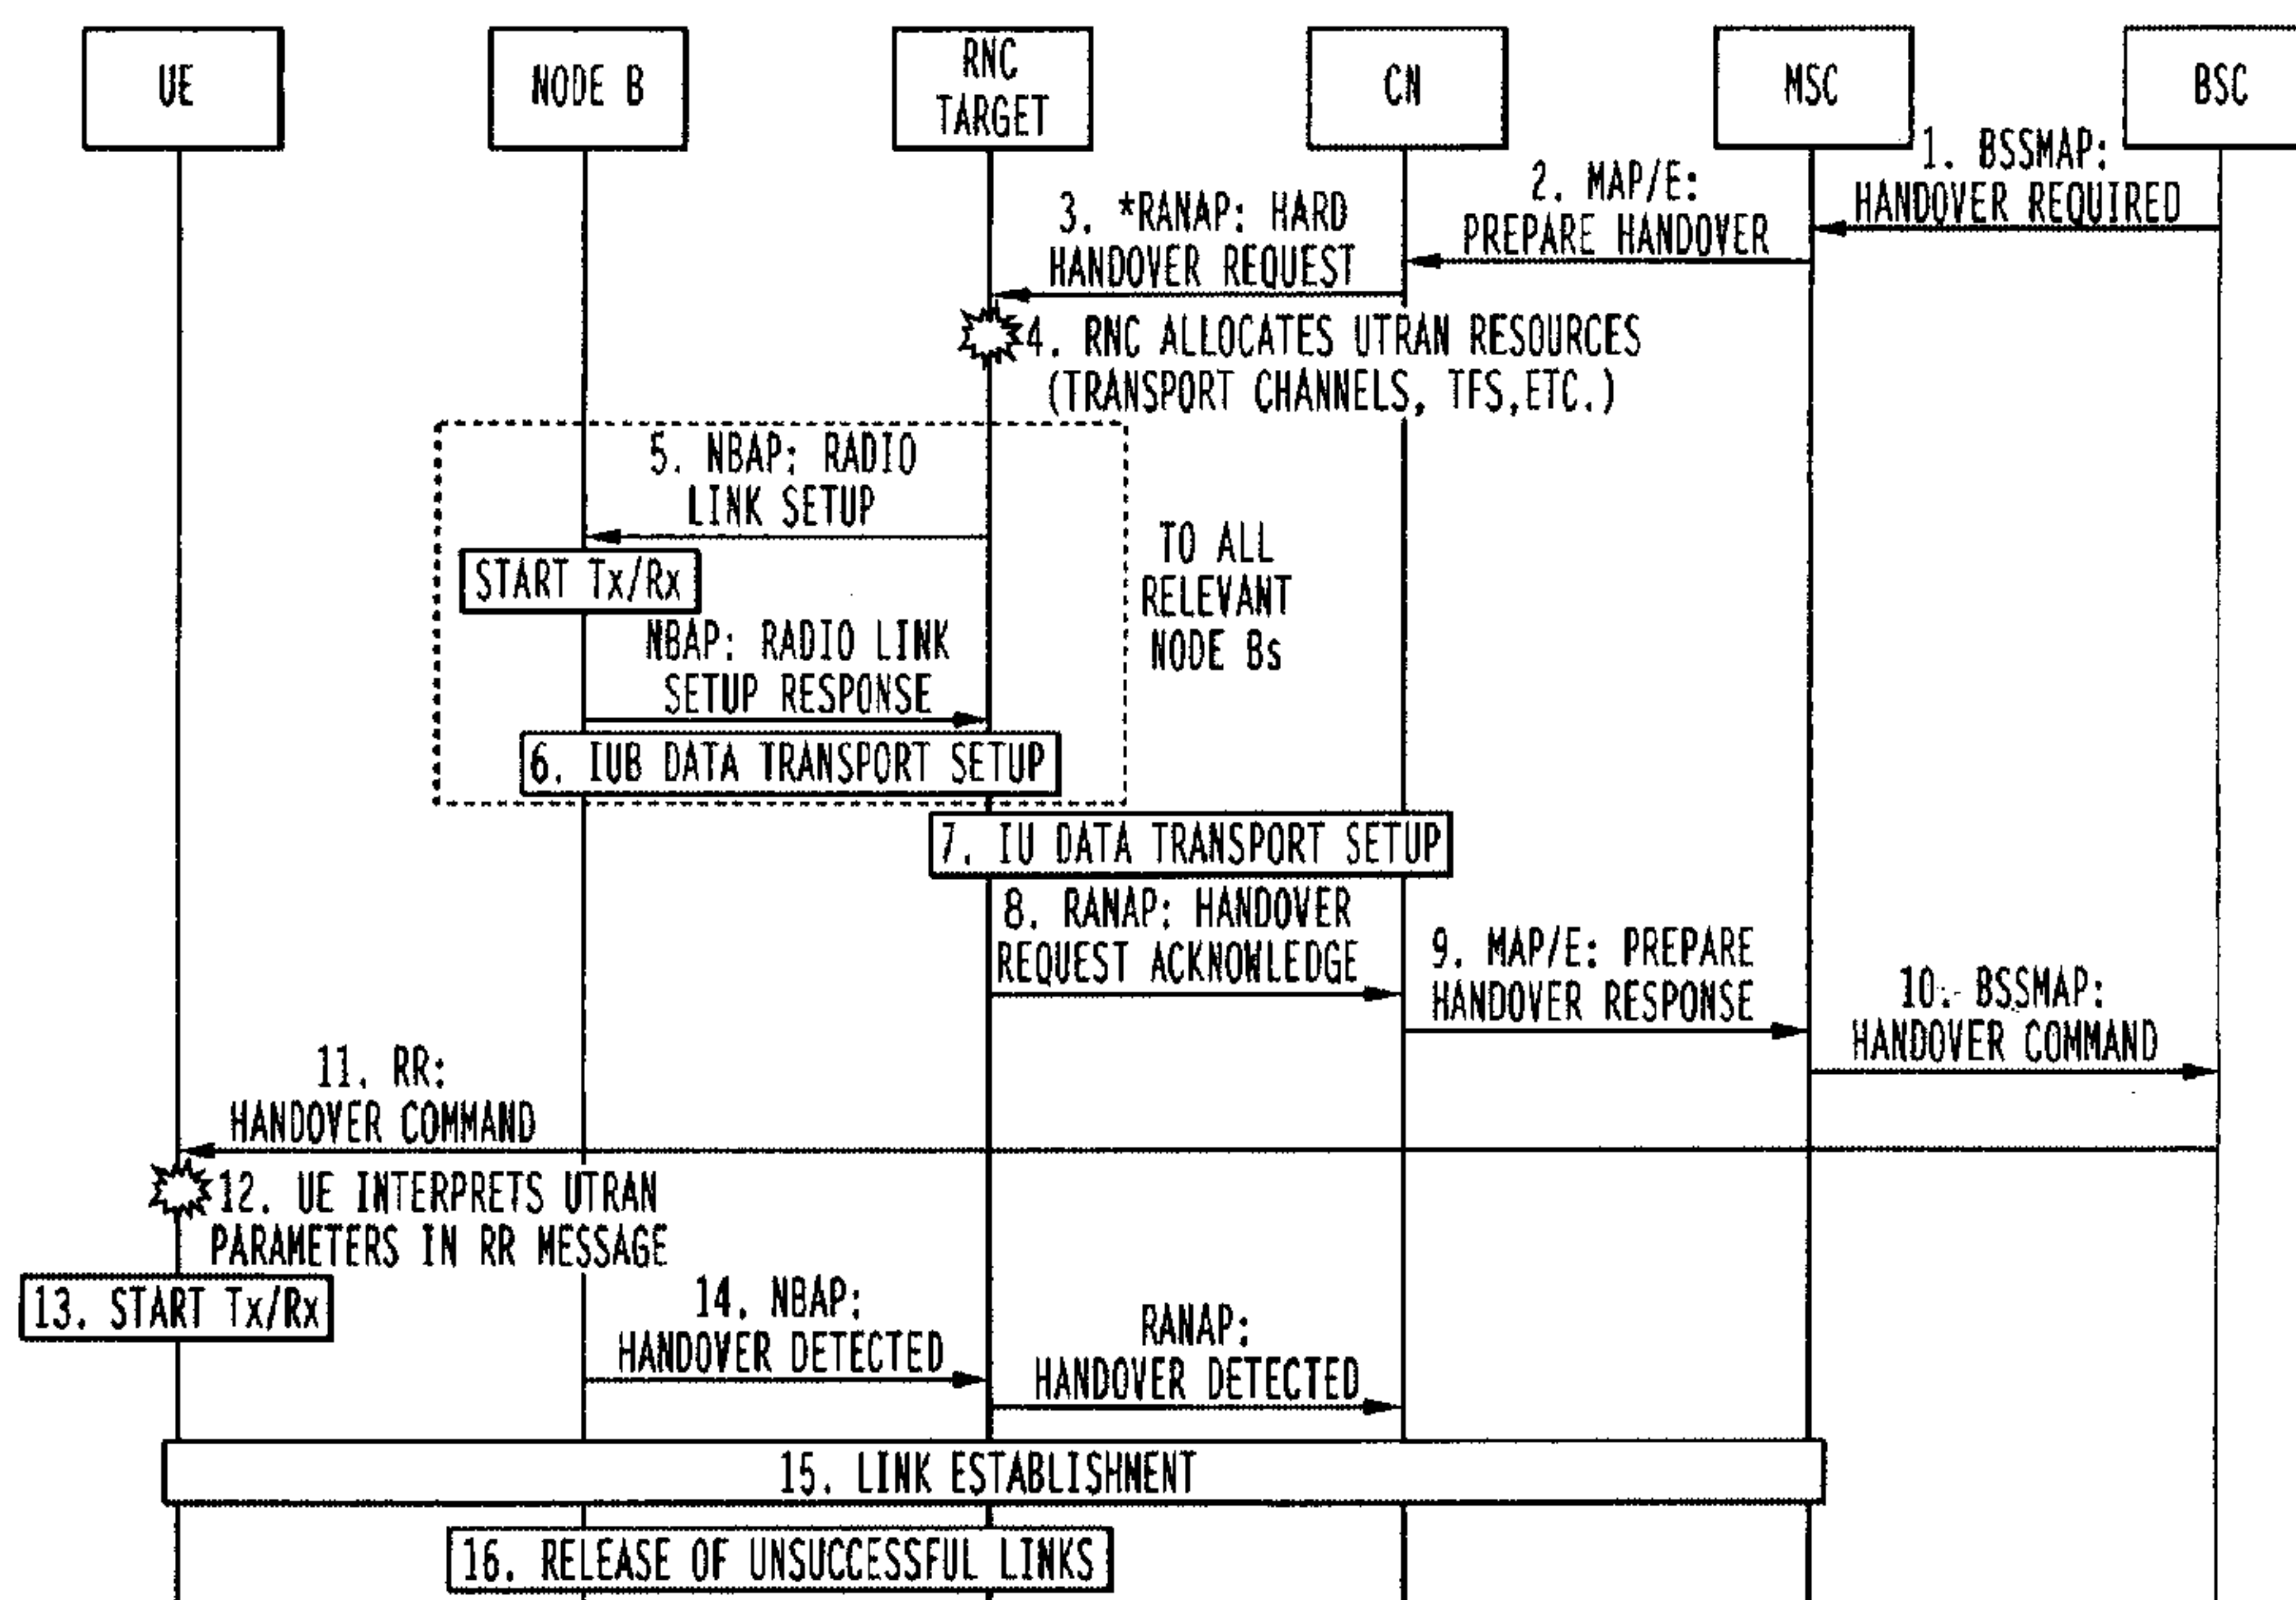 UE
NODE B
RNC
TARGET
CN
MSC
BSC
1. BSSMAP:
HANDOVER REQUIRED
2. MAP/E:
PREPARE HANDOVER
3. *RANAP: HARD
HANDOVER REQUEST
4. RNC ALLOCATES UTRAN RESOURCES
(TRANSPORT CHANNELS, TFS,ETC.)
5. NBAP: RADIO
LINK SETUP
START Tx/Rx
TO ALL
RELEVANT
NODE Bs
NBAP: RADIO LINK
SETUP RESPONSE
6. IUB DATA TRANSPORT SETUP
7. IU DATA TRANSPORT SETUP
8. RANAP: HANDOVER
REQUEST ACKNOWLEDGE
9. MAP/E: PREPARE
HANDOVER RESPONSE
10. BSSMAP:
HANDOVER COMMAND
11. RR:
HANDOVER COMMAND
12. UE INTERPRETS UTRAN
PARAMETERS IN RR MESSAGE
13. START Tx/Rx
14. NBAP:
HANDOVER DETECTED
RANAP:
HANDOVER DETECTED
15. LINK ESTABLISHMENT
16. RELEASE OF UNSUCCESSFUL LINKS